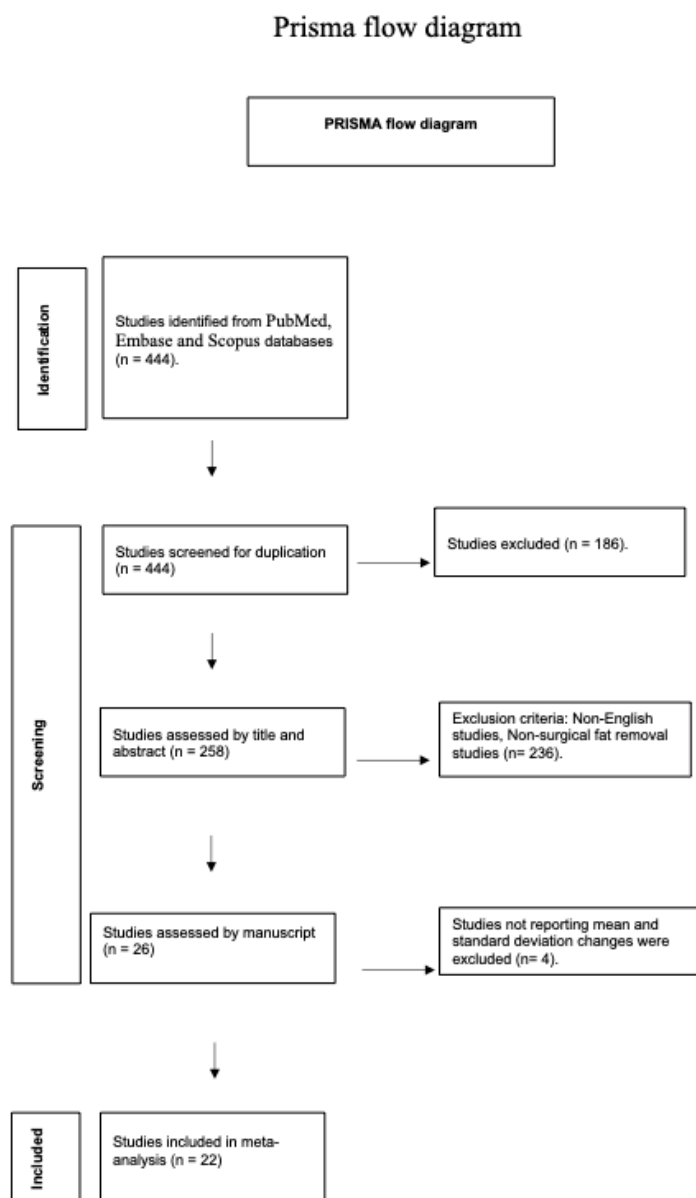 Prisma flow diagram
PRISMA flow diagram
Identification
Studies identified from PubMed,
Embase and Scopus databases
(n = 444).
Screening
Studies screened for duplication
(n = 444)
Studies excluded (n = 186).
Studies assessed by title and
abstract (n = 258)
Exclusion criteria: Non-English
studies, Non-surgical fat removal
studies (n= 236).
Studies assessed by manuscript
(n = 26)
Studies not reporting mean and
standard deviation changes were
excluded (n= 4).
Included
Studies included in meta-
analysis (n = 22)